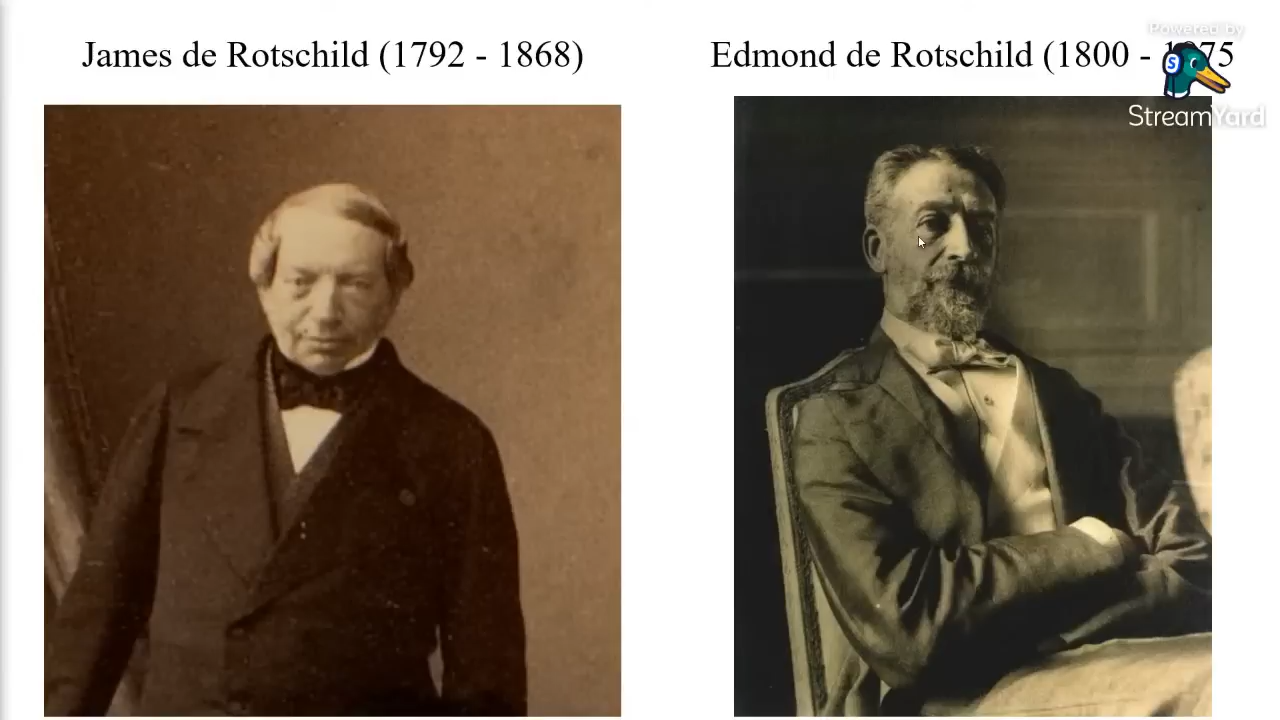 Powered by
James de Rotschild (1792 - 1868)
Edmond de Rotschild (1800 -
S
StreamYard